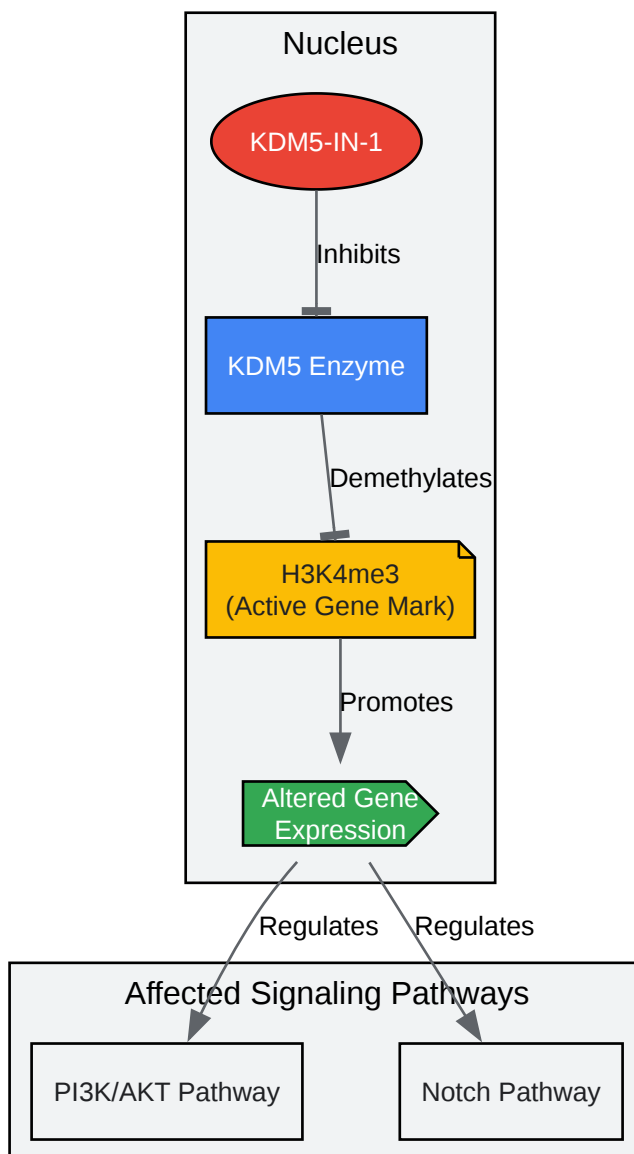 Nucleus
KDM5-IN-1
Inhibits
KDM5 Enzyme
Demethylates
H3K4me3
(Active Gene Mark)
Promotes
Altered Gene
Expression
Regulates
Regulates
Affected Signaling Pathways
PI3K/AKT Pathway
Notch Pathway